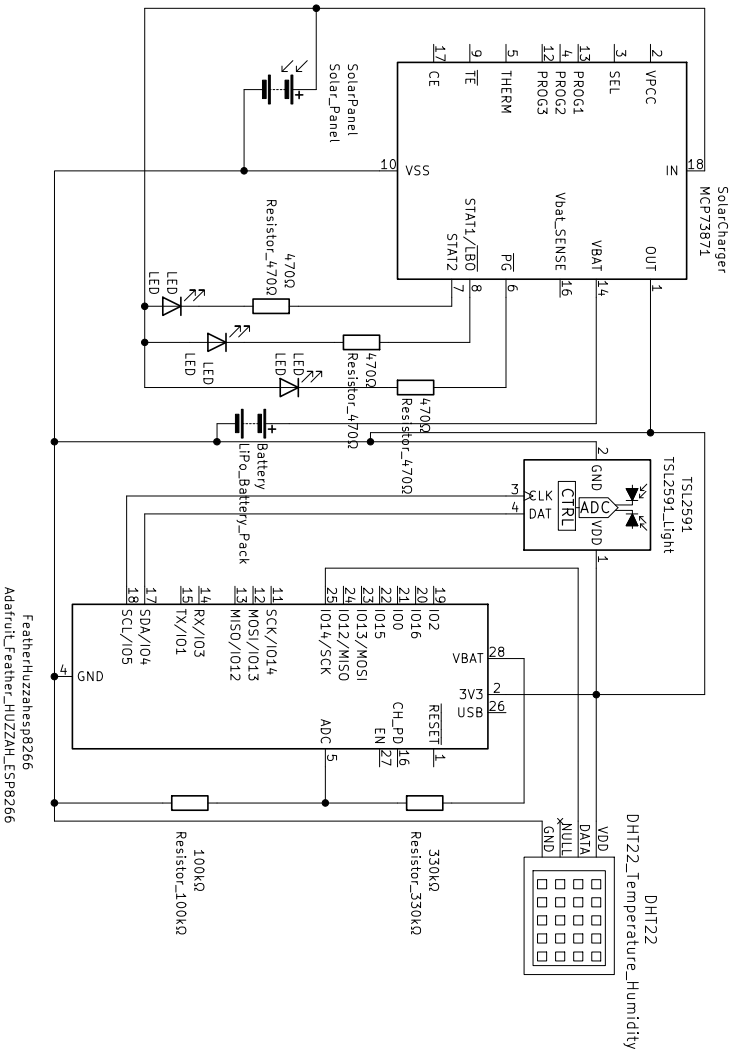 SolarPanel
Solar_Panel
SolarCharger
MCP73871
17
CE
9
TE
5
THERM
12
PROG3
4
PROG2
13
PROG1
3
SEL
2
VPCC
10
VSS
18
IN
STAT2
7
STAT1/LBO
8
PG
6
Vbat_SENSE
16
VBAT
14
OUT
1
470Ω
Resistor_470Ω
LED
LED
470Ω
Resistor_470Ω
LED
LED
470Ω
Resistor_470Ω
LED
LED
+
+
Battery
LiPo_Battery_Pack
TSL2591
TSL2591_Light
2
GND
3
CLK
4
DAT
CTRL
ADC
VDD
1
FeatherHuzzahesp8266
Adafruit_Feather_HUZZAH_ESP8266
18
SCL/IO5
17
SDA/IO4
15
TX/IO1
14
RX/IO3
13
MISO/IO12
12
MOSI/IO13
11
SCK/IO14
25
IO14/SCK
24
IO12/MISO
23
IO13/MOSI
22
IO15
21
IO0
20
IO16
19
IO2
4
GND
VBAT
28
3V3
2
USB
26
ADC
5
EN
27
CH_PD
16
RESET
1
100kΩ
Resistor_100kΩ
330kΩ
Resistor_330kΩ
DHT22
DHT22_Temperature_Humidity
VDD
DATA
NULL
GND